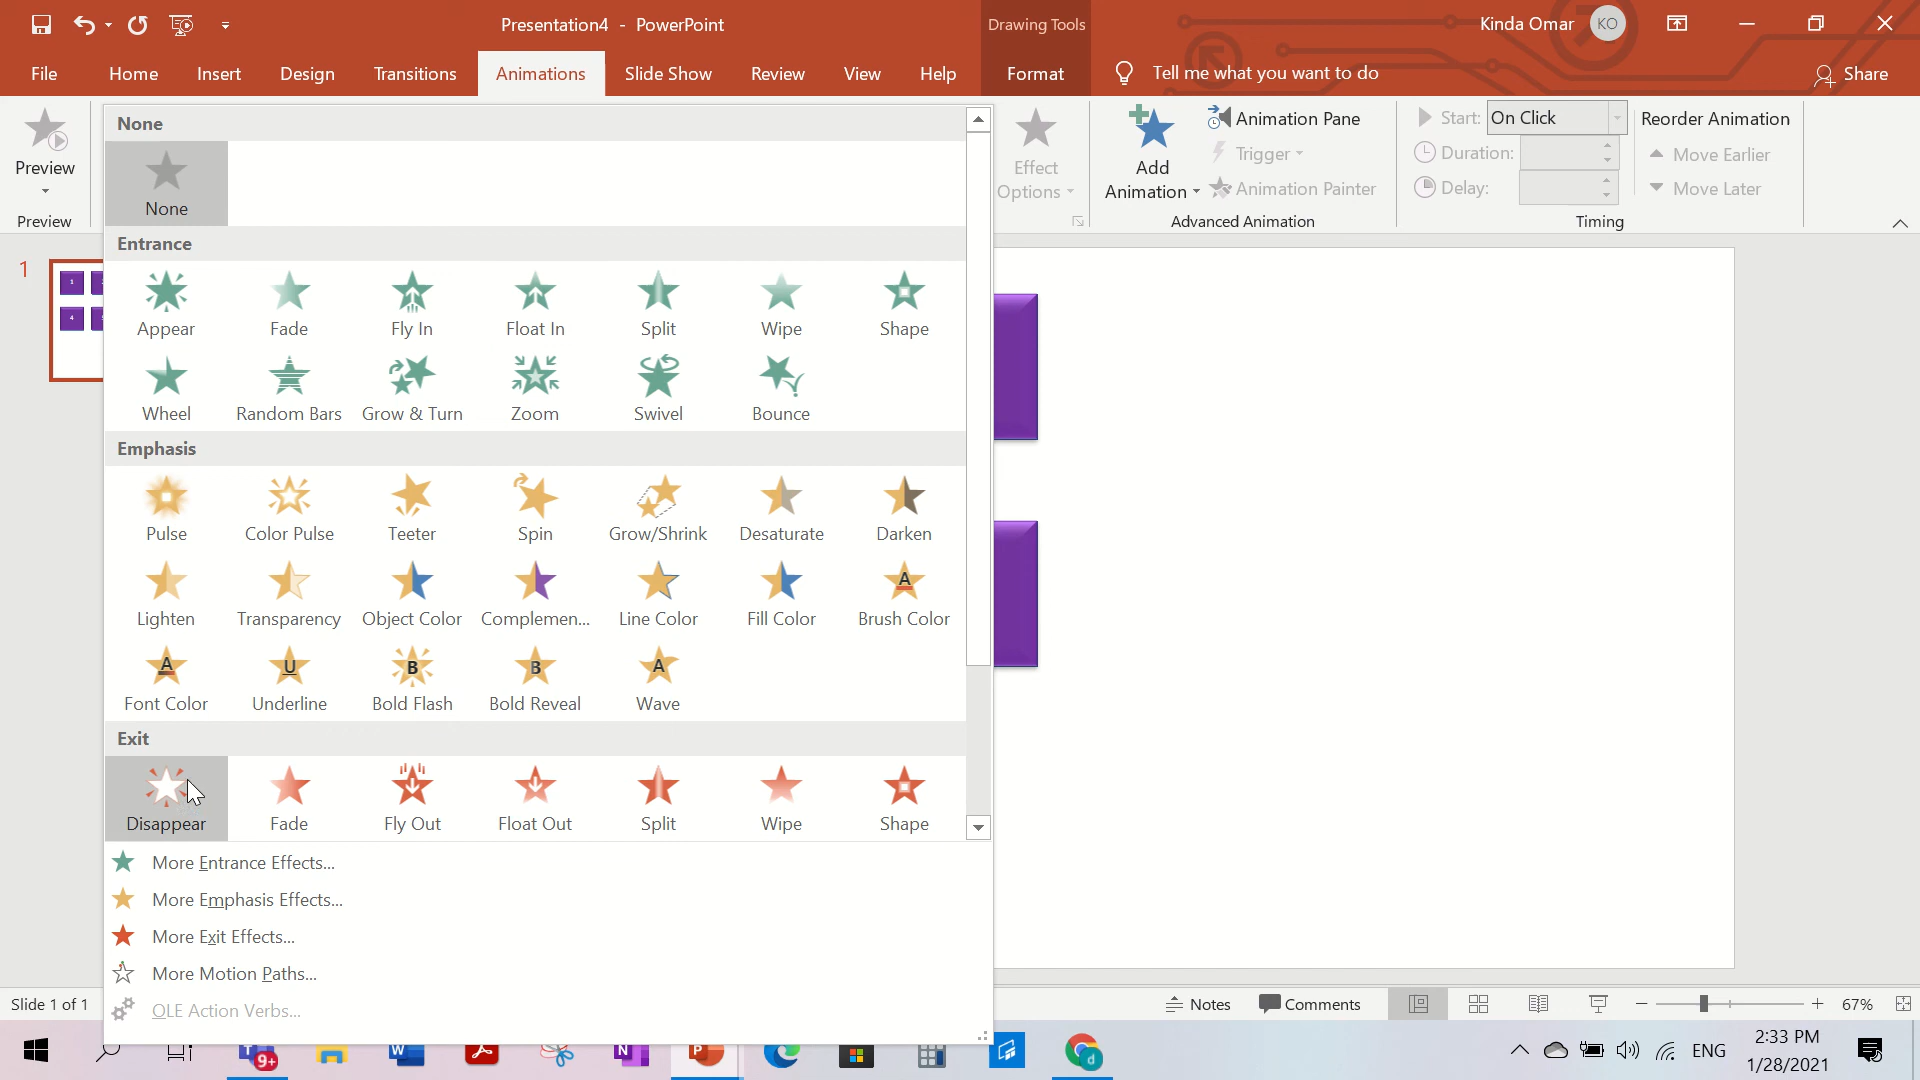 Presentation4 - PowerPoint
Drawing Tools
Kinda Omar KO
File Home Insert Design Transitions Animations Slide Show Review View Help Format Tell me what you want to do Share
Preview
Preview
None
None
Effect Options
Add Animation
Animation Pane
Trigger
Animation Painter
Advanced Animation
Start: On Click
Duration:
Delay:
Timing
Reorder Animation
Move Earlier
Move Later
Entrance
Appear Fade Fly In Float In Split Wipe Shape
Wheel Random Bars Grow & Turn Zoom Swivel Bounce
Emphasis
Pulse Color Pulse Teeter Spin Grow/Shrink Desaturate Darken
Lighten Transparency Object Color Complemen... Line Color Fill Color Brush Color
Font Color Underline Bold Flash Bold Reveal Wave
Exit
Disappear Fade Fly Out Float Out Split Wipe Shape
More Entrance Effects...
More Emphasis Effects...
More Exit Effects...
More Motion Paths...
OLE Action Verbs...
1
1
4
Slide 1 of 1
Notes Comments 67%
9+
ENG
2:33 PM
1/28/2021